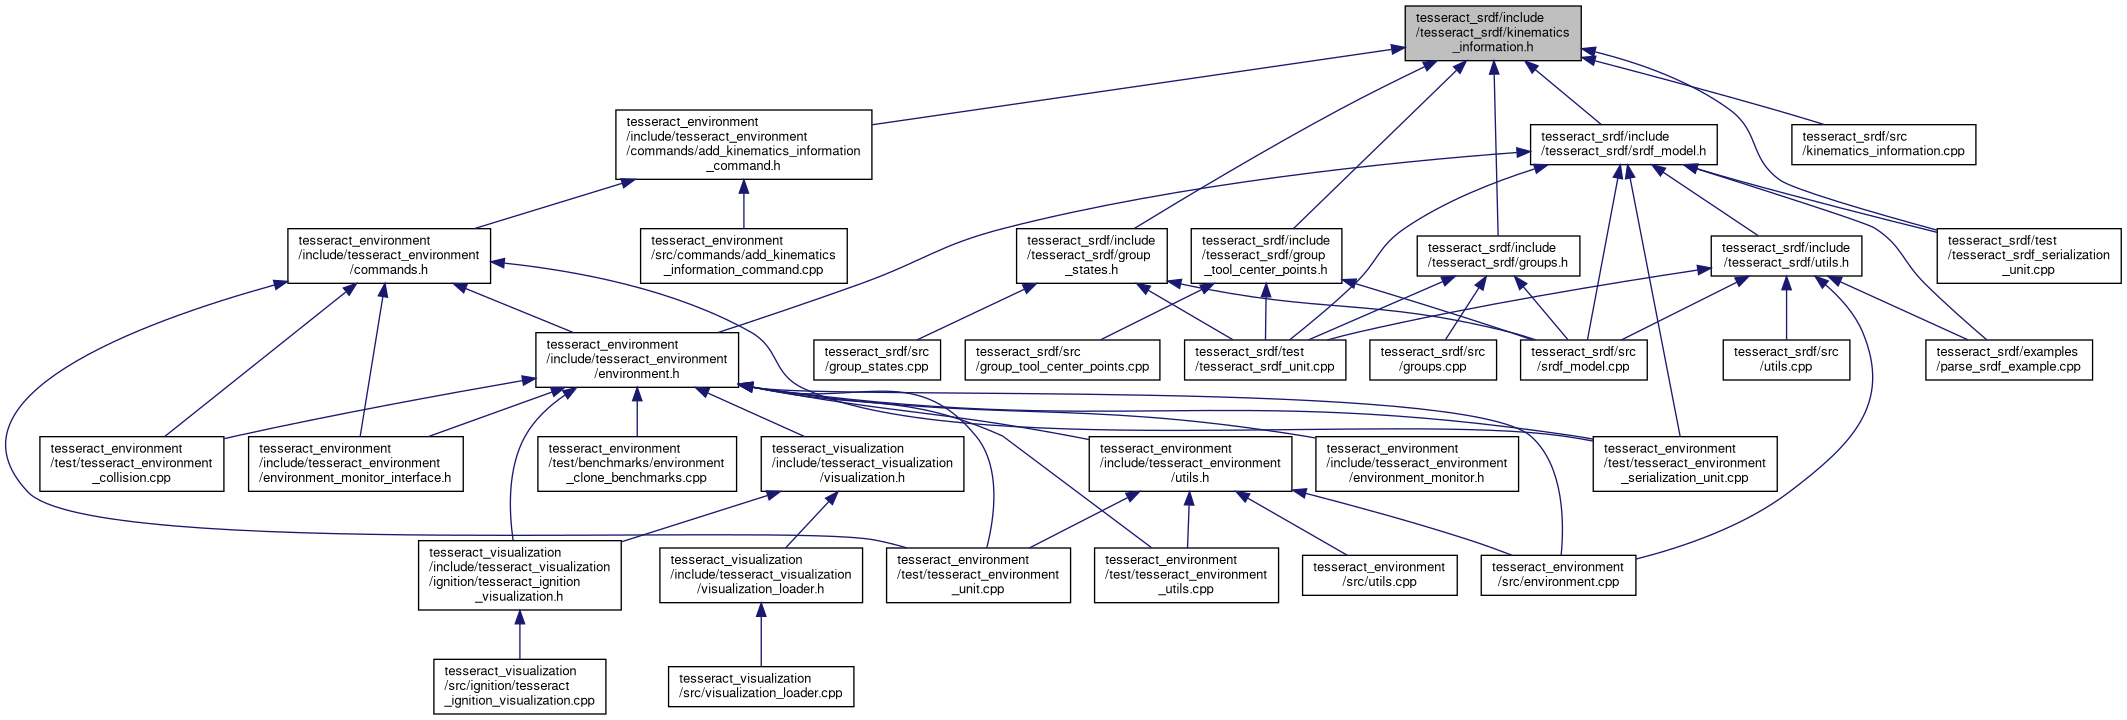 tesseract_srdf/include
/tesseract_srdf/kinematics
_information.h
tesseract_environment
/include/tesseract_environment
/commands/add_kinematics_information
_command.h
tesseract_srdf/include
/tesseract_srdf/srdf_model.h
tesseract_srdf/src
/kinematics_information.cpp
tesseract_environment
/include/tesseract_environment
/commands.h
tesseract_environment
/src/commands/add_kinematics
_information_command.cpp
tesseract_srdf/include
/tesseract_srdf/group
_states.h
tesseract_srdf/include
/tesseract_srdf/group
_tool_center_points.h
tesseract_srdf/include
/tesseract_srdf/groups.h
tesseract_srdf/include
/tesseract_srdf/utils.h
tesseract_srdf/test
/tesseract_srdf_serialization
_unit.cpp
tesseract_environment
/include/tesseract_environment
/environment.h
tesseract_srdf/src
/group_states.cpp
tesseract_srdf/src
/group_tool_center_points.cpp
tesseract_srdf/test
/tesseract_srdf_unit.cpp
tesseract_srdf/src
/groups.cpp
tesseract_srdf/src
/srdf_model.cpp
tesseract_srdf/src
/utils.cpp
tesseract_srdf/examples
/parse_srdf_example.cpp
tesseract_environment
/test/tesseract_environment
_collision.cpp
tesseract_environment
/include/tesseract_environment
/environment_monitor_interface.h
tesseract_environment
/test/benchmarks/environment
_clone_benchmarks.cpp
tesseract_visualization
/include/tesseract_visualization
/visualization.h
tesseract_environment
/include/tesseract_environment
/utils.h
tesseract_environment
/include/tesseract_environment
/environment_monitor.h
tesseract_environment
/test/tesseract_environment
_serialization_unit.cpp
tesseract_visualization
/include/tesseract_visualization
/ignition/tesseract_ignition
_visualization.h
tesseract_visualization
/include/tesseract_visualization
/visualization_loader.h
tesseract_environment
/test/tesseract_environment
_unit.cpp
tesseract_environment
/test/tesseract_environment
_utils.cpp
tesseract_environment
/src/utils.cpp
tesseract_environment
/src/environment.cpp
tesseract_visualization
/src/ignition/tesseract
_ignition_visualization.cpp
tesseract_visualization
/src/visualization_loader.cpp